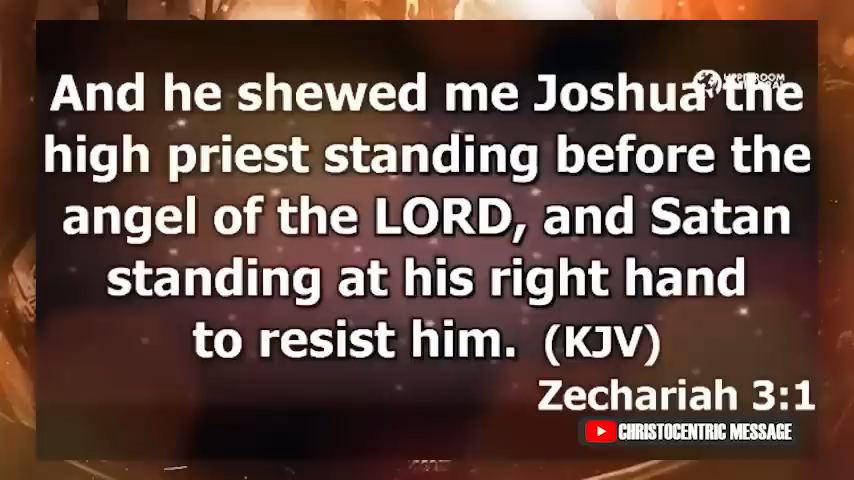 And he shewed me Joshua the
high priest standing before the
angel of the LORD, and Satan
standing at his right hand
to resist him. (KJV)
Zechariah 3:1
CHRISTOCENTRIC MESSAGE